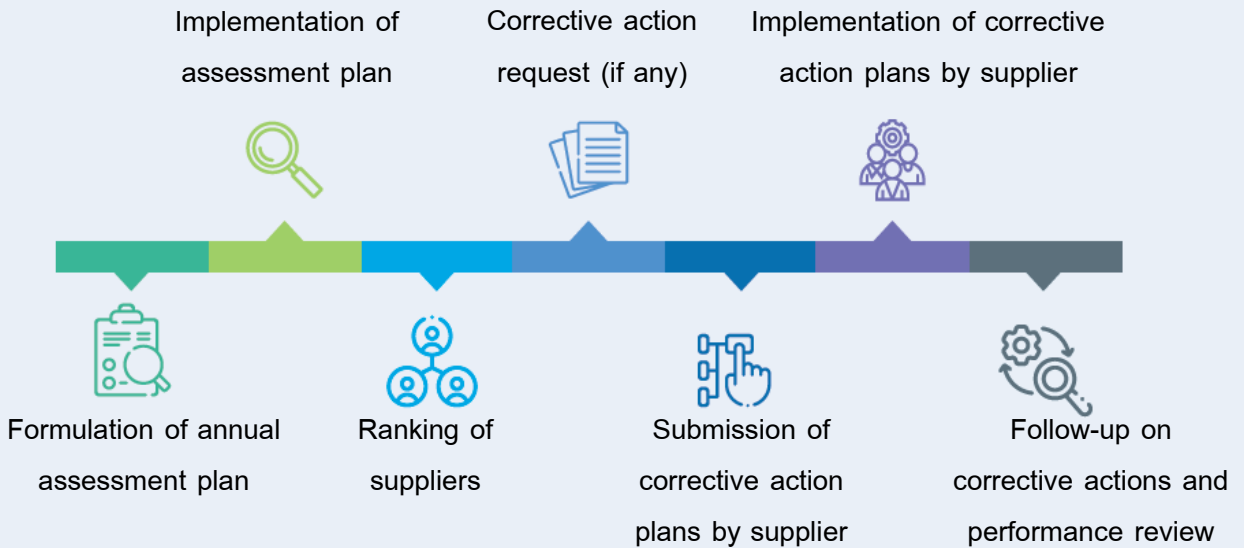 Implementation of
assessment plan
Corrective action
request (if any)
Implementation of corrective
action plans by supplier
Formulation of annual
assessment plan
Ranking of
suppliers
Submission of
corrective action
plans by supplier
Follow-up on
corrective actions and
performance review